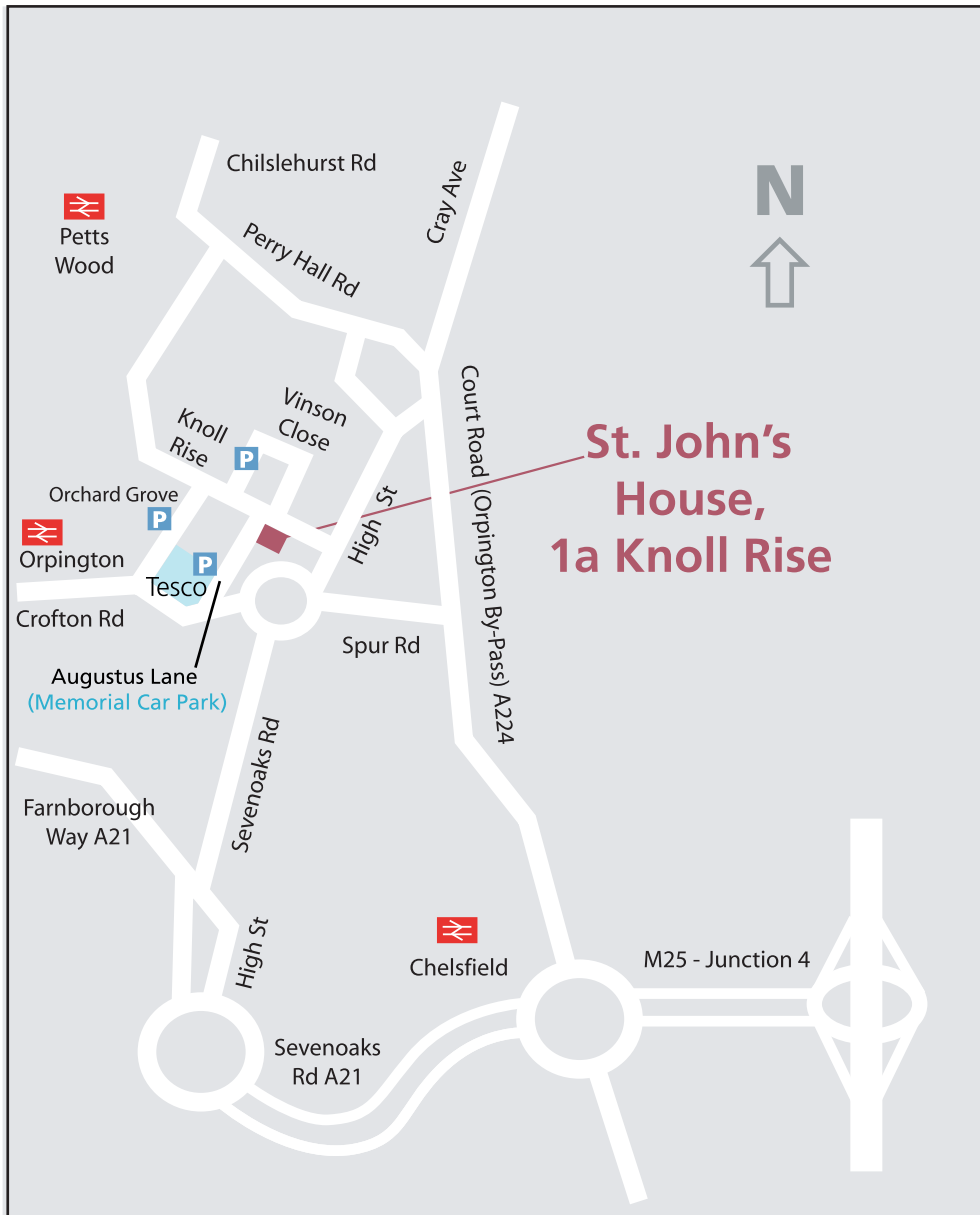 Chilslehurst Rd
Cray Ave
N
Petts
Wood
Perry Hall Rd
Court Road (Orpington By-Pass) A224
Vinson
Close
Knoll
Rise
P
St. John's
House,
1a Knoll Rise
High St
Orchard Grove
P
Orpington
P
Tesco
Crofton Rd
Spur Rd
Augustus Lane
(Memorial Car Park)
Sevenoaks Rd
Farnborough
Way A21
High St
Chelsfield
M25 - Junction 4
Sevenoaks
Rd A21